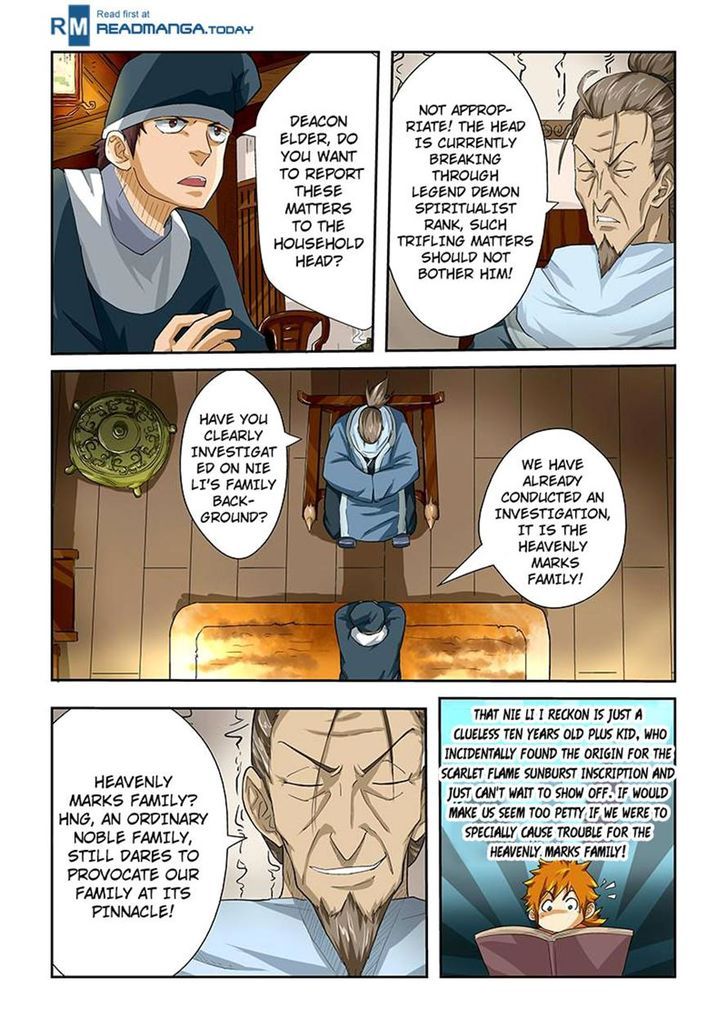 RM
Read first at
READMANGA.TODAY
DEACON
ELDER, DO
YOU WANT
TO REPORT
THESE
MATTERS
TO THE
HOUSEHOLD
HEAD?
NOT APPROP-
RIATE! THE HEAD
IS CURRENTLY
BREAKING
THROUGH
LEGEND DEMON
SPIRITUALIST
RANK, SUCH
TRIFLING MATTERS
SHOULD NOT
BOTHER HIM!
HAVE YOU
CLEARLY
INVESTIGAT
ED ON NIE
LI'S FAMILY
BACK-
GROUND?
WE HAVE
ALREADY
CONDUCTED AN
INVESTIGATION,
IT IS THE
HEAVENLY
MARKS
FAMILY!
HEAVENLY
MARKS FAMILY?
HNG, AN ORDINARY
NOBLE FAMILY,
STILL DARES TO
PROVOCATE OUR
FAMILY AT ITS
PINNACLE!
THAT NIE LI I RECKON IS JUST A
CLUELESS TEN YEARS OLD PLUS KID, WHO
INCIDENTALLY FOUND THE ORIGIN FOR THE
SCARLET FLAME SUNBURST INSCRIPTION AND
JUST CAN'T WAIT TO SHOW OFF. IF WOULD
MAKE US SEEM TOO PETTY IF WE WERE TO
SPECIALLY CAUSE TROUBLE FOR THE
HEAVENLY MARKS FAMILY!